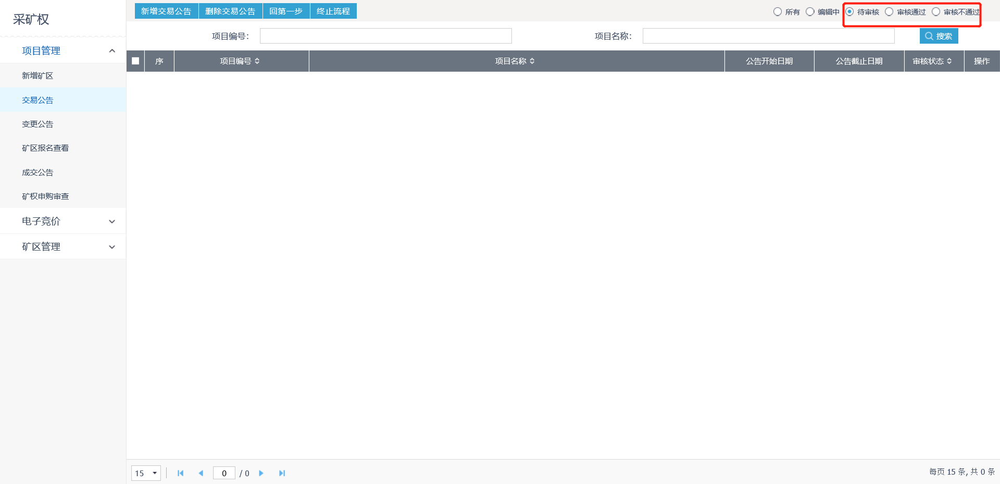 采矿权
项目管理
新增矿区
交易公告
变更公告
矿区报名查看
成交公告
矿权申购审查
电子竞价
矿区管理
新增交易公告 删除交易公告 回第一步 终止流程 所有 编辑中 待审核 审核通过 审核不通过
项目编号： 项目名称： 搜索
序 项目编号 项目名称 公告开始日期 公告截止日期 审核状态 操作
15 0 / 0 每页 15 条, 共 0 条